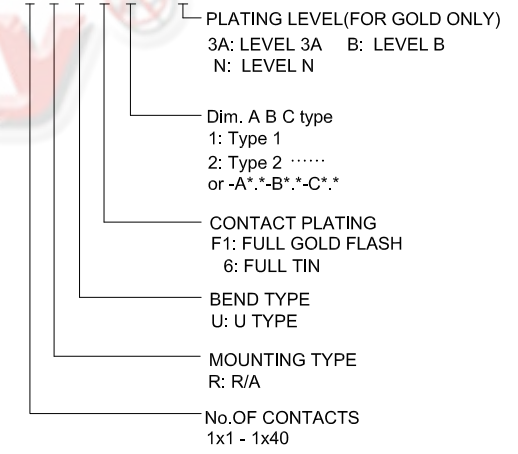 PLATING LEVEL(FOR GOLD ONLY)
3A: LEVEL 3A B: LEVEL B
N: LEVEL N
Dim. A B C type
1: Type 1
2: Type 2 ······
or -A*.*-B*.*-C*.*
CONTACT PLATING
F1: FULL GOLD FLASH
6: FULL TIN
BEND TYPE
U: U TYPE
MOUNTING TYPE
R: R/A
No.OF CONTACTS
1x1 - 1x40